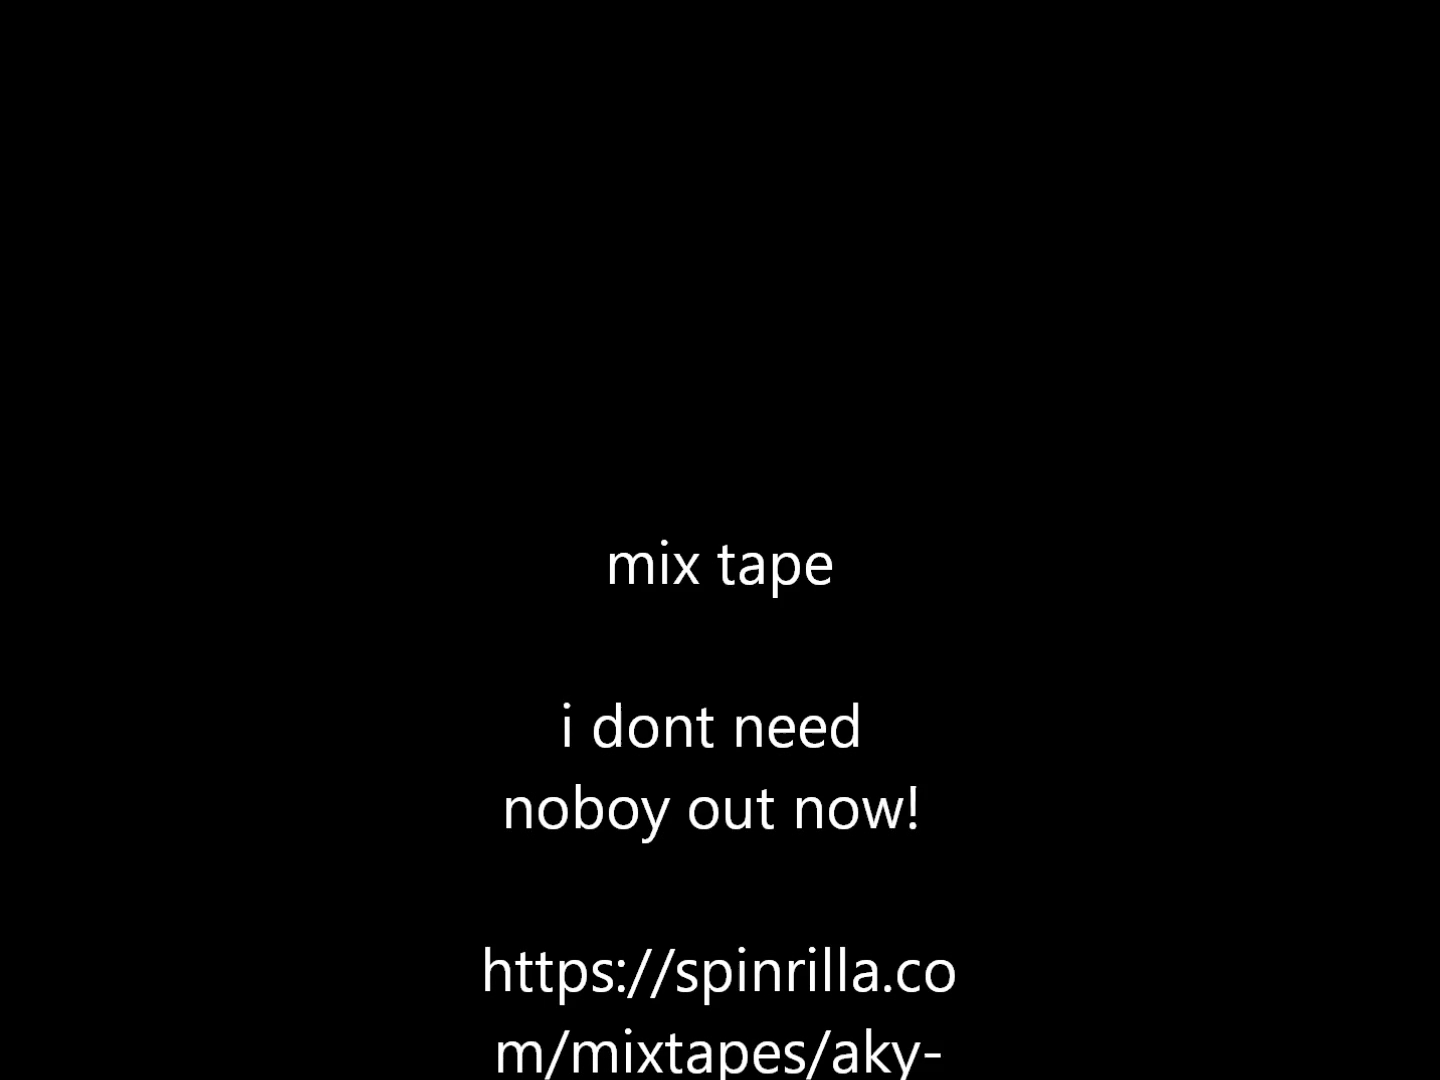 mix tape
i dont need
noboy out now!
https://spinrilla.co
m/mixtapes/aky-